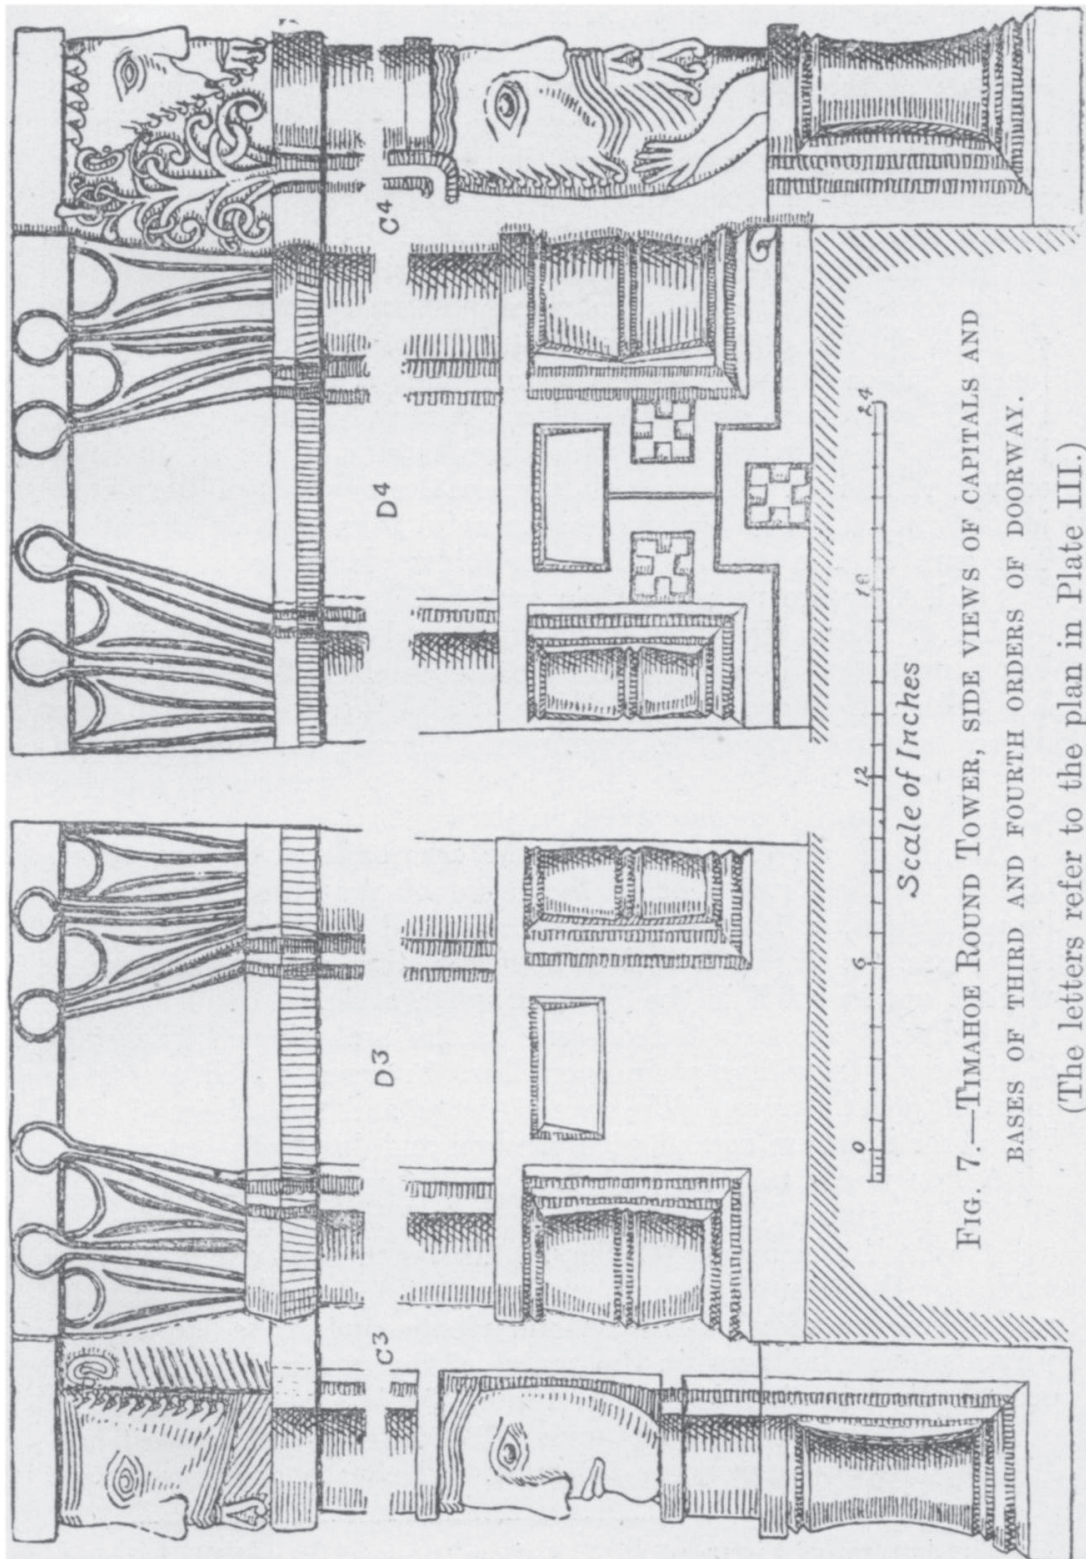 C3
D3
D4
C4
0 6 12 18 24
Scale of Inches
FIG. 7.—TIMAHOE ROUND TOWER, SIDE VIEWS OF CAPITALS AND
BASES OF THIRD AND FOURTH ORDERS OF DOORWAY.
(The letters refer to the plan in Plate III.)